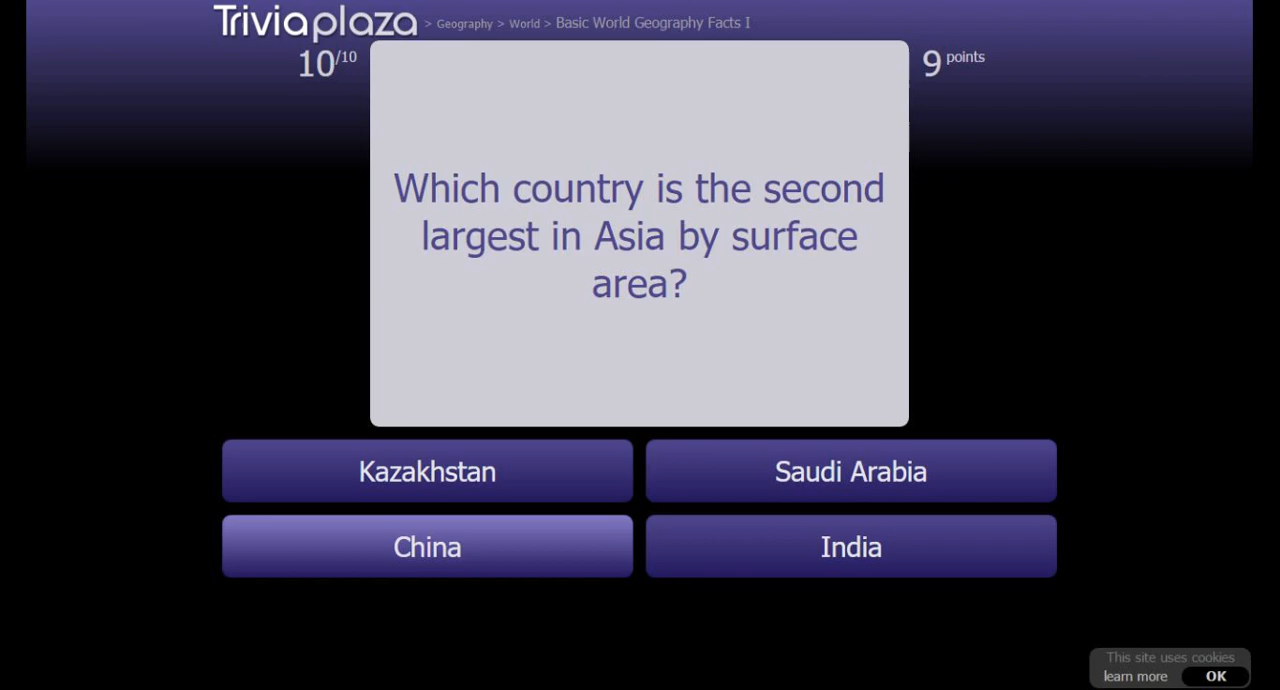 Triviaplaza > Geography > World > Basic World Geography Facts I
10/10
9 points
Which country is the second
largest in Asia by surface
area?
Kazakhstan
Saudi Arabia
China
India
This site uses cookies
learn more OK